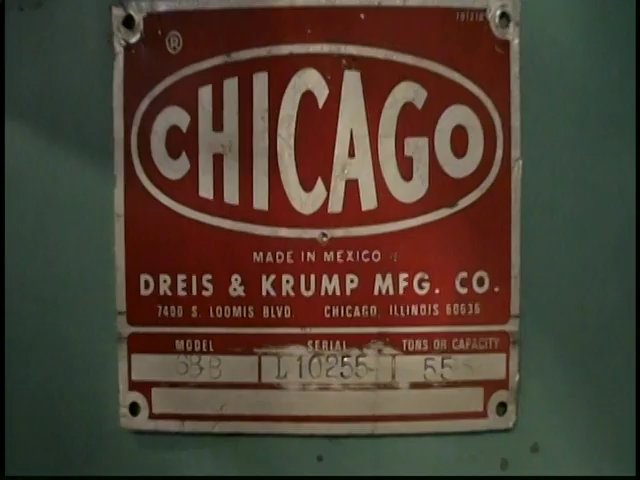 ®
CHICAGO
MADE IN MEXICO
DREIS & KRUMP MFG. CO.
7400 S. LOOMIS BLVD. CHICAGO, ILLINOIS 60636
MODEL SERIAL TONS OR CAPACITY
L10255